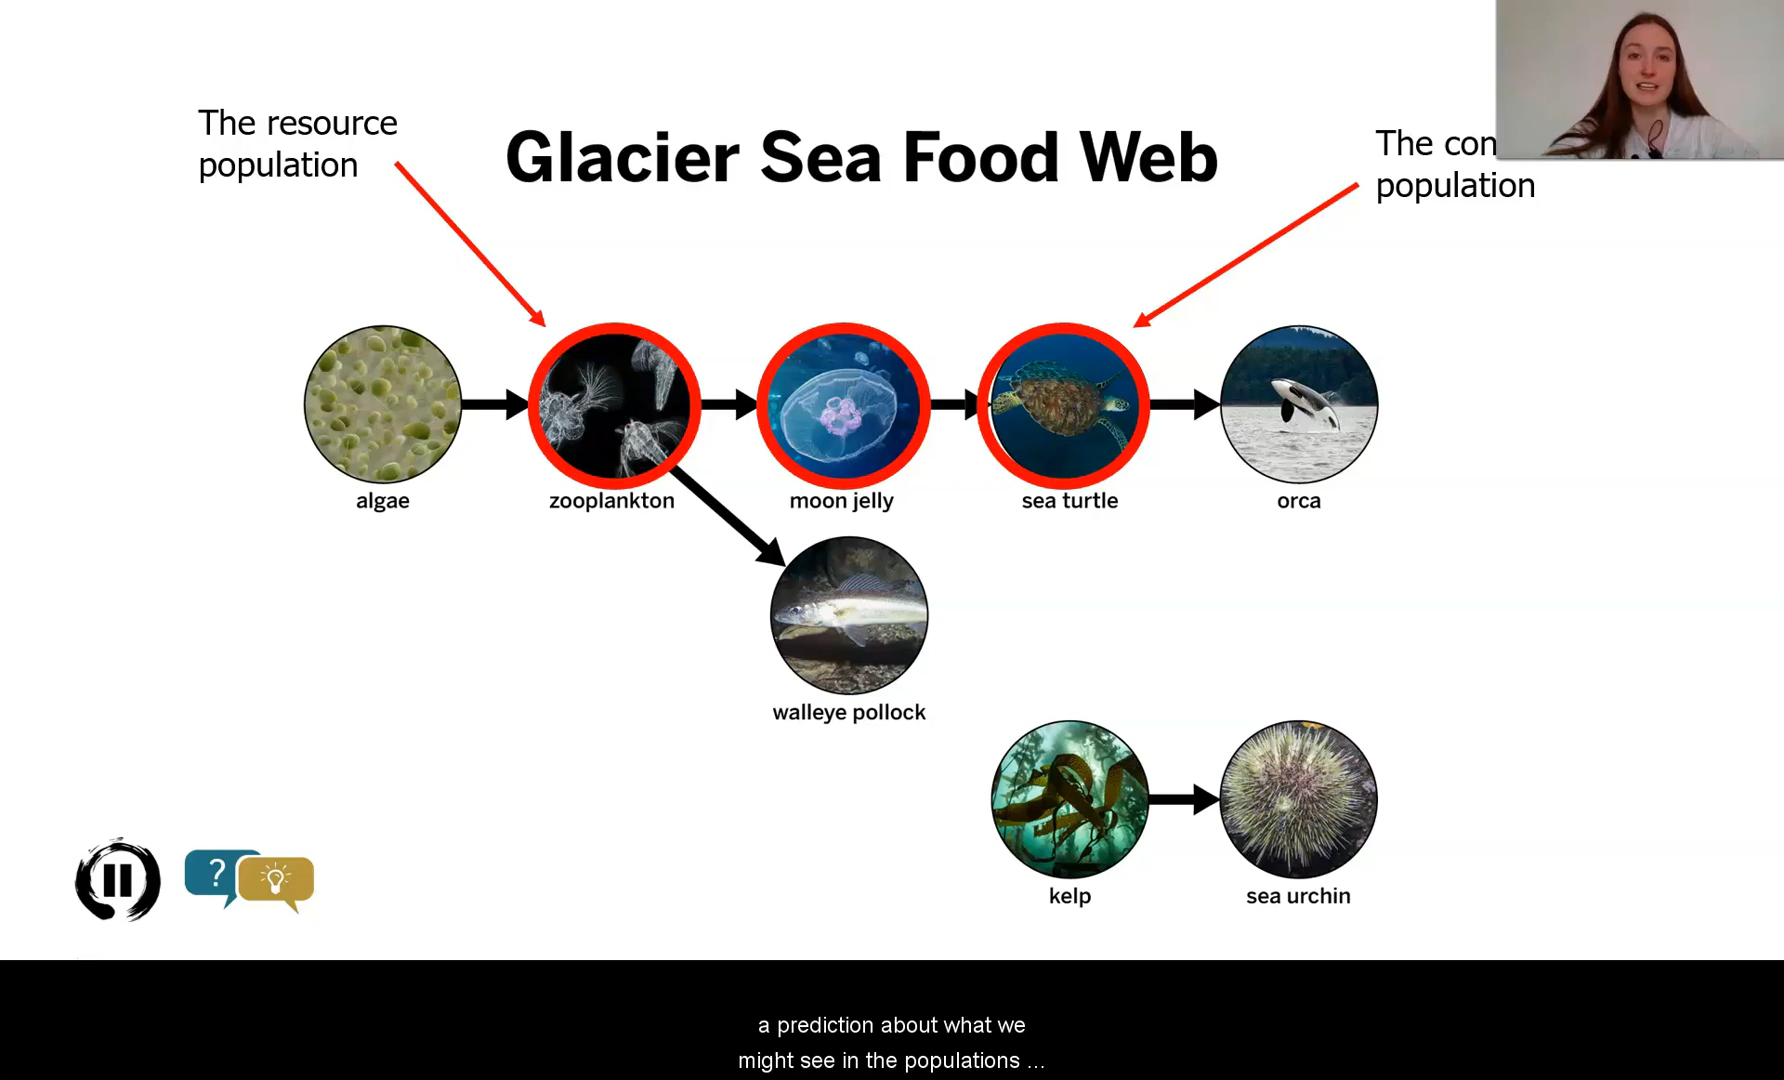 The resource
population
Glacier Sea Food Web
The con
population
algae
zooplankton
moon jelly
sea turtle
orca
walleye pollock
kelp
sea urchin
?
a prediction about what we
might see in the populations ...